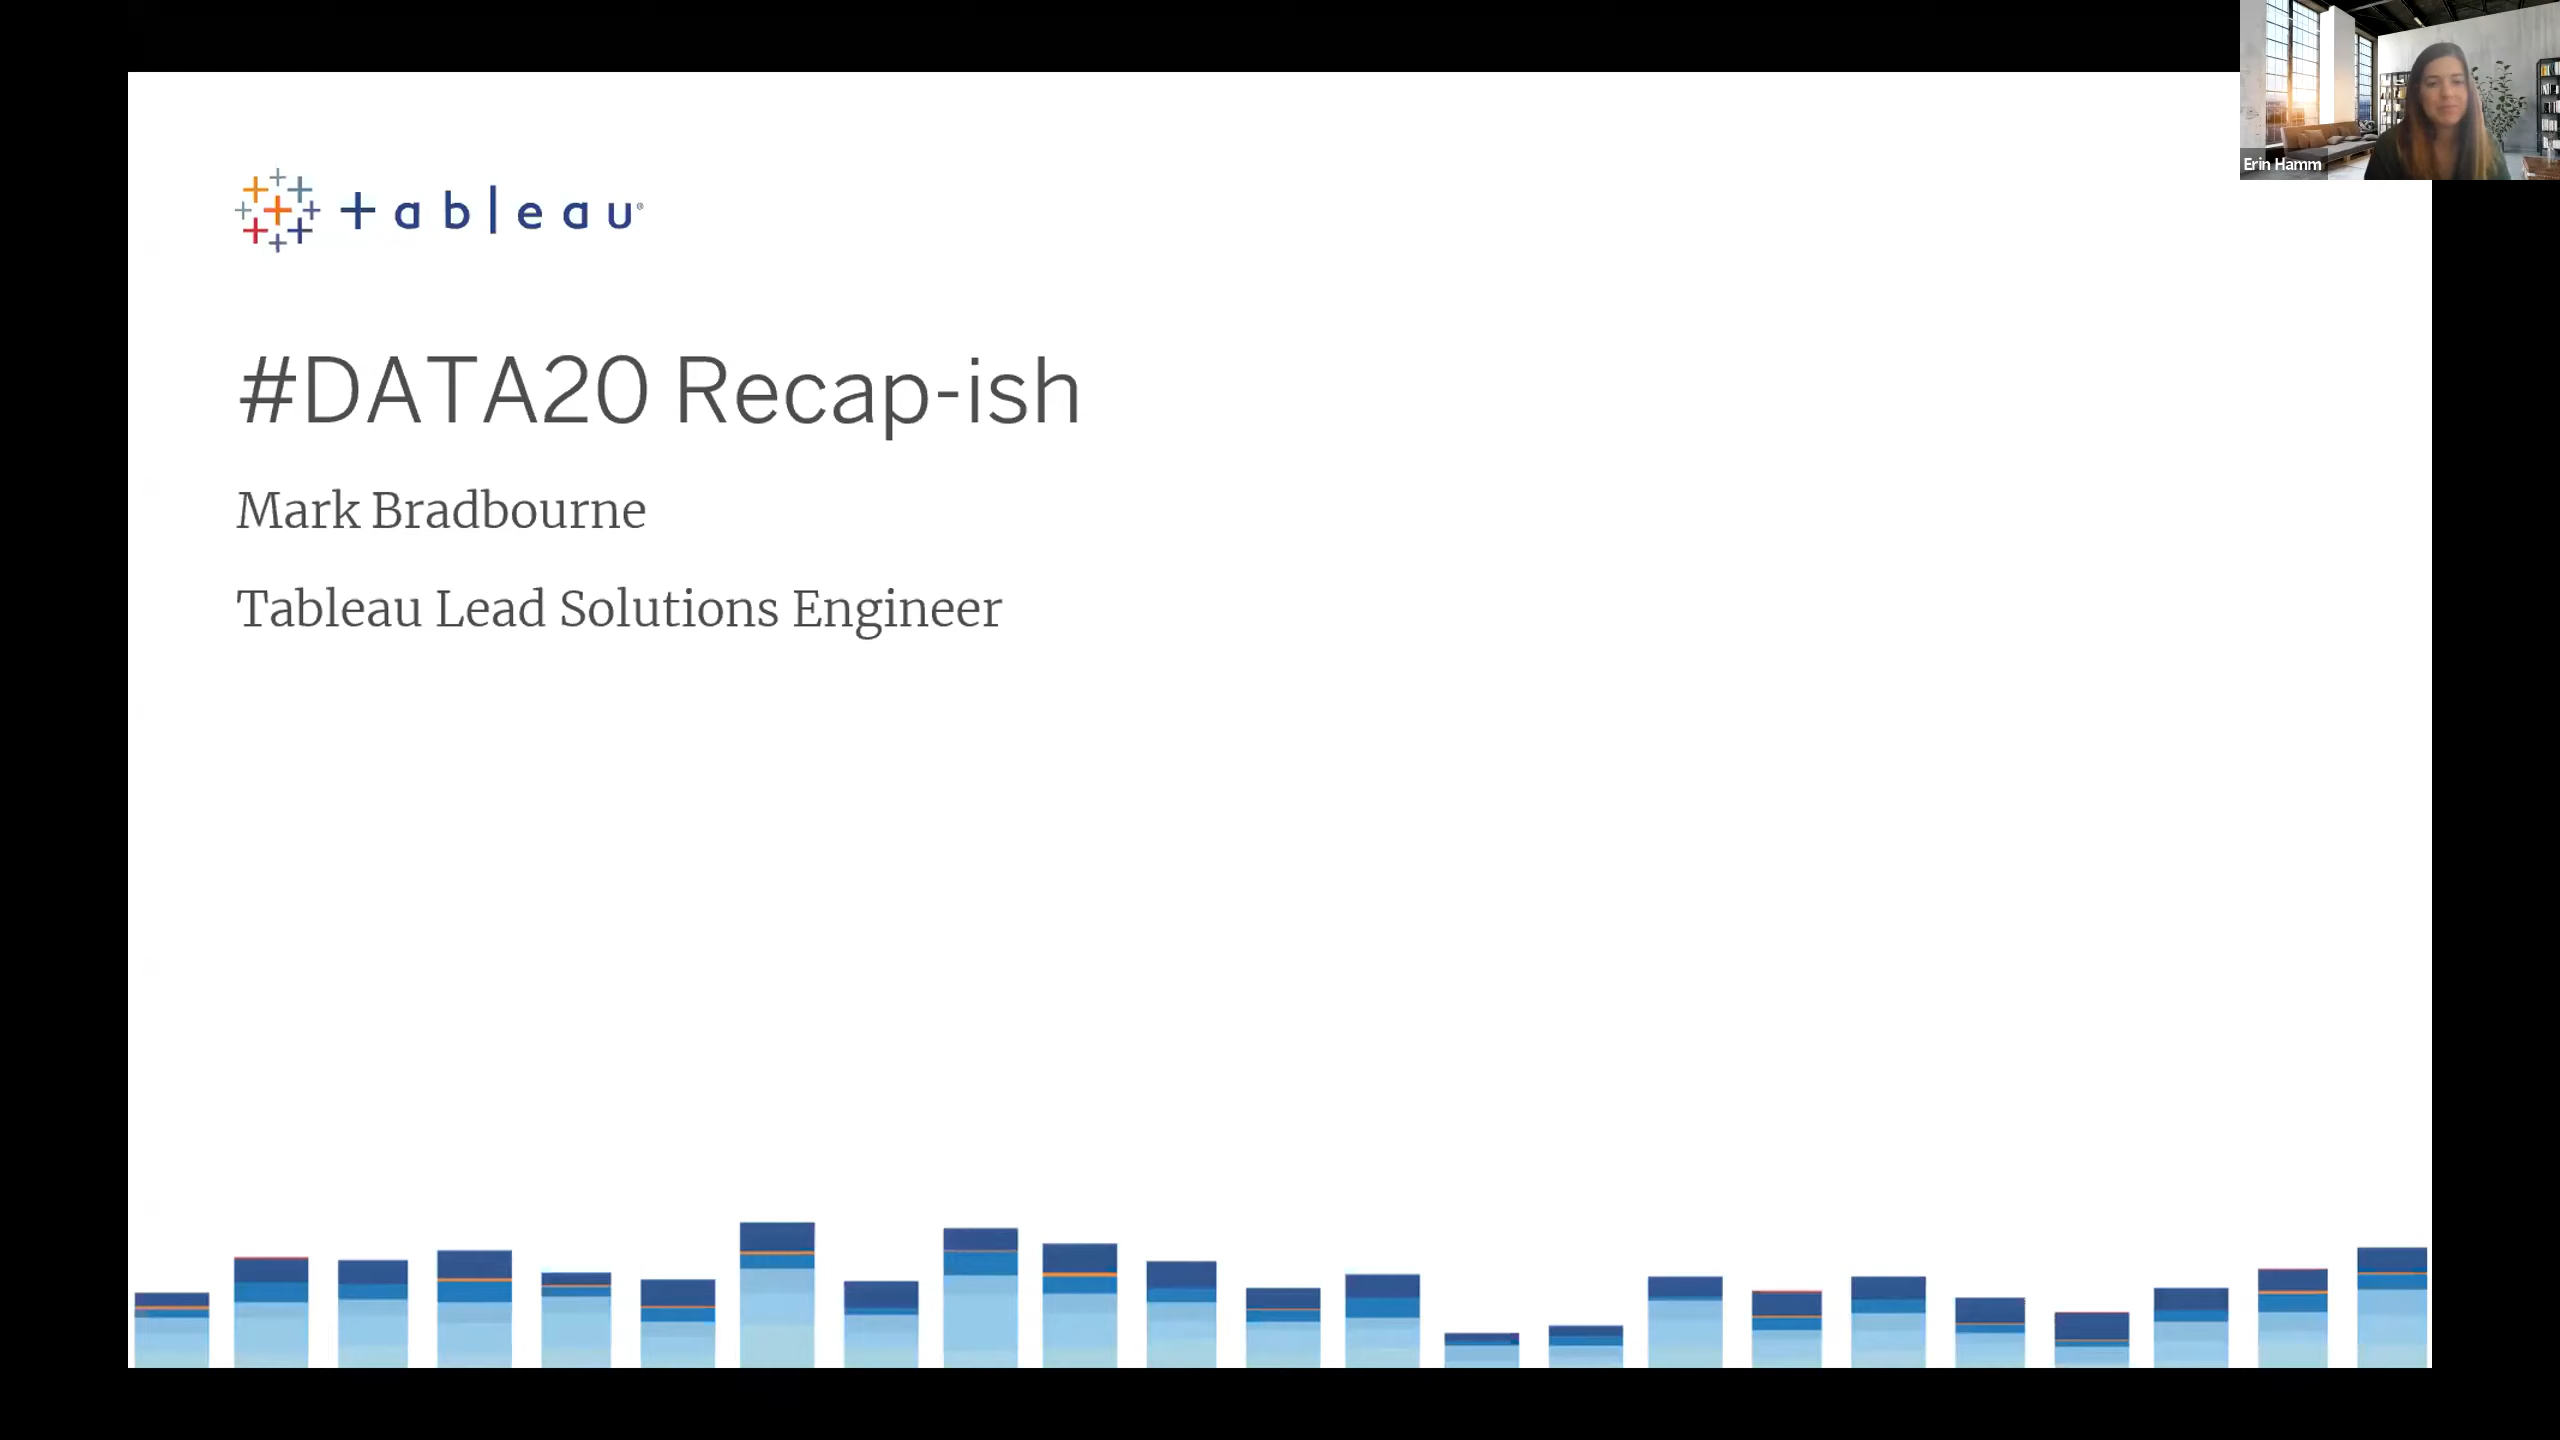 tableau®
#DATA20 Recap-ish
Mark Bradbourne
Tableau Lead Solutions Engineer
Erin Hamm